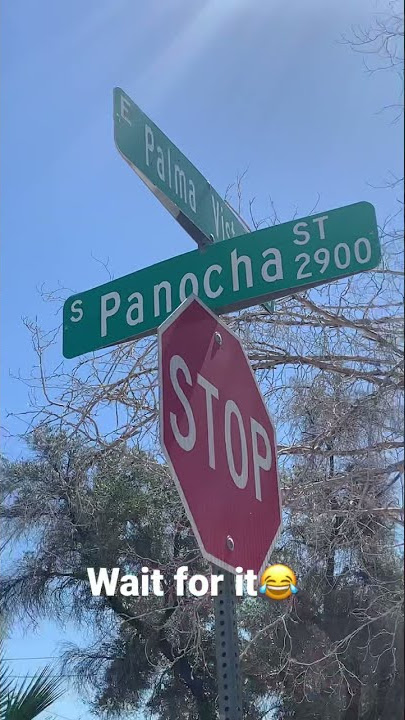 E Palma Vist
S Panocha ST 2900
STOP
Wait for it😂